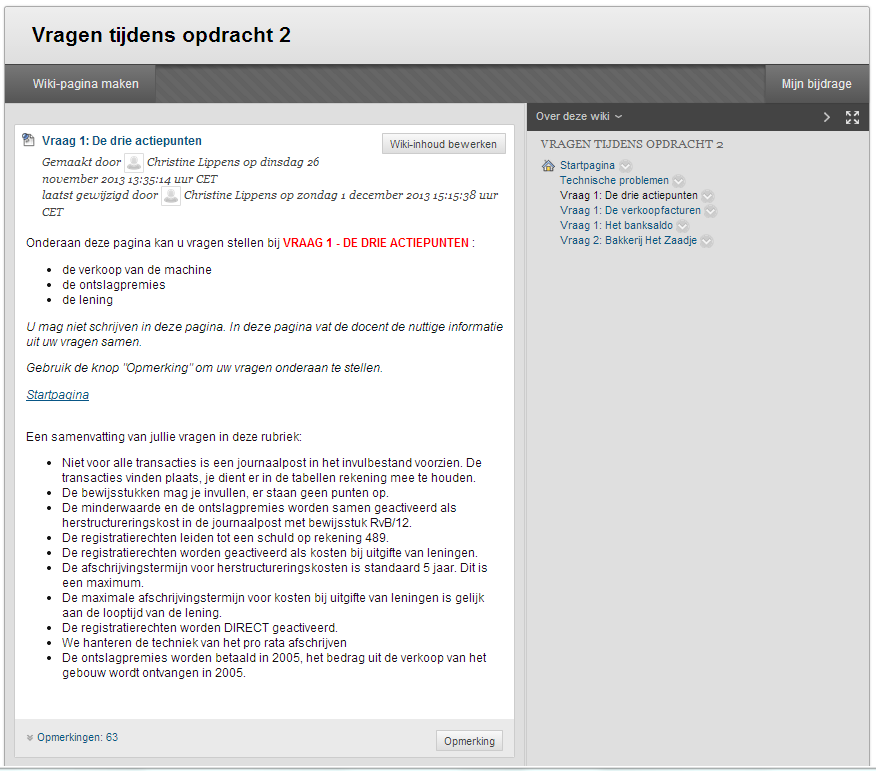 Vragen tijdens opdracht 2
Wiki-pagina maken
Mijn bijdrage
Vraag 1: De drie actiepunten
Wiki-inhoud bewerken
Gemaakt door Christine Lippens op dinsdag 26
november 2013 13:35:14 uur CET
laatst gewijzigd door Christine Lippens op zondag 1 december 2013 15:15:38 uur
CET
Onderaan deze pagina kan u vragen stellen bij VRAAG 1 - DE DRIE ACTIEPUNTEN :
• de verkoop van de machine
• de ontslagpremies
• de lening
U mag niet schrijven in deze pagina. In deze pagina vat de docent de nuttige informatie
uit uw vragen samen.
Gebruik de knop "Opmerking" om uw vragen onderaan te stellen.
Startpagina
Een samenvatting van jullie vragen in deze rubriek:
• Niet voor alle transacties is een journaalpost in het invulbestand voorzien. De
transacties vinden plaats, je dient er in de tabellen rekening mee te houden.
• De bewijsstukken mag je invullen, er staan geen punten op.
• De minderwaarde en de ontslagpremies worden samen geactiveerd als
herstructureringskost in de journaalpost met bewijsstuk RvB/12.
• De registratierechten leiden tot een schuld op rekening 489.
• De registratierechten worden geactiveerd als kosten bij uitgifte van leningen.
• De afschrijvingstermijn voor herstructureringskosten is standaard 5 jaar. Dit is
een maximum.
• De maximale afschrijvingstermijn voor kosten bij uitgifte van leningen is gelijk
aan de looptijd van de lening.
• De registratierechten worden DIRECT geactiveerd.
• We hanteren de techniek van het pro rata afschrijven
• De ontslagpremies worden betaald in 2005, het bedrag uit de verkoop van het
gebouw wordt ontvangen in 2005.
Opmerkingen: 63
Opmerking
Over deze wiki
VRAGEN TIJDENS OPDRACHT 2
Startpagina
Technische problemen
Vraag 1: De drie actiepunten
Vraag 1: De verkoopfacturen
Vraag 1: Het banksaldo
Vraag 2: Bakkerij Het Zaadje